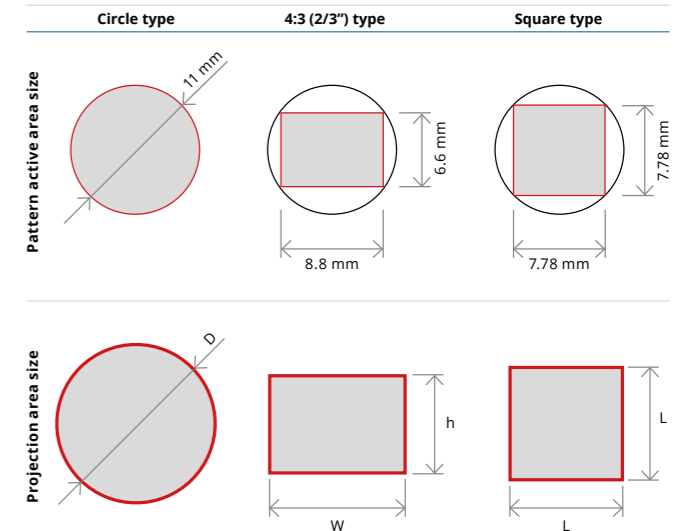 Circle type
4:3 (2/3”) type
Square type
Pattern active area size
11 mm
6.6 mm
8.8 mm
7.78 mm
7.78 mm
Projection area size
D
h
W
L
L